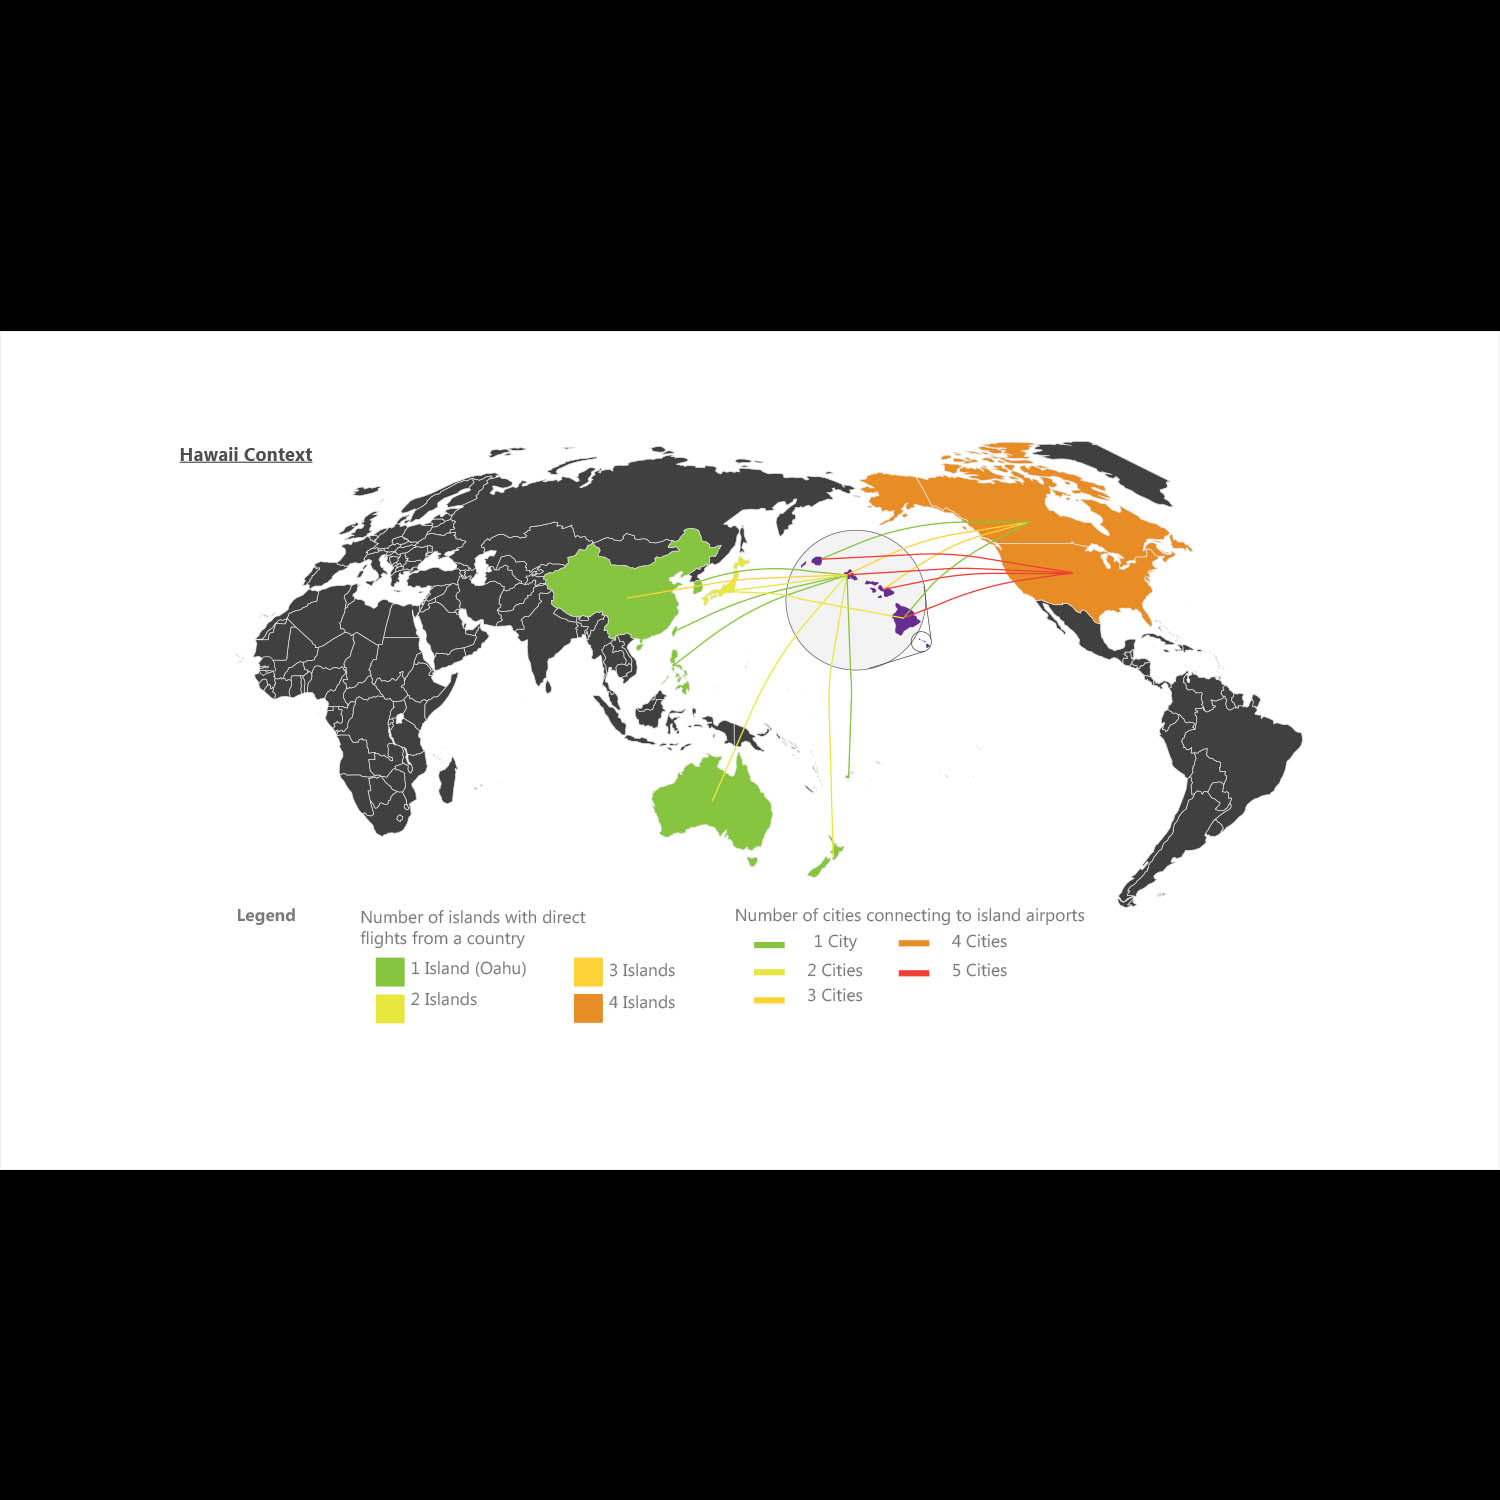 Hawaii Context
Legend
Number of islands with direct
flights from a country
1 Island (Oahu)
2 Islands
3 Islands
4 Islands
Number of cities connecting to island airports
1 City
2 Cities
3 Cities
4 Cities
5 Cities